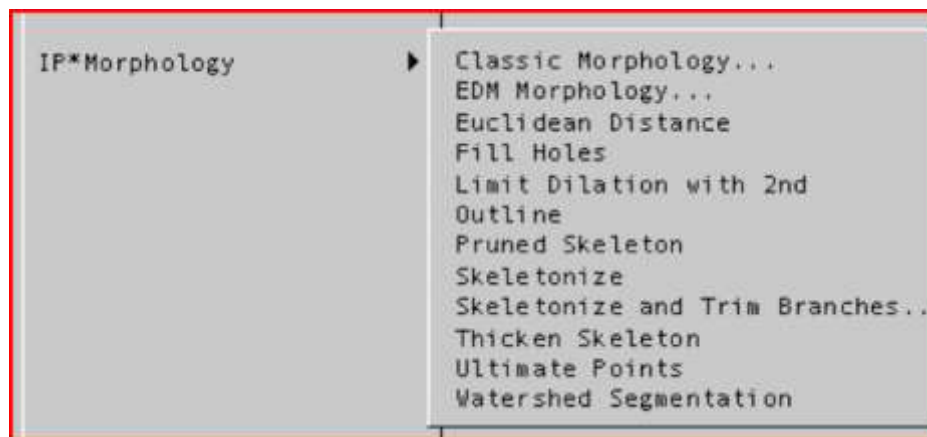 IP*Morphology
Classic Morphology...
EDM Morphology...
Euclidean Distance
Fill Holes
Limit Dilation with 2nd
Outline
Pruned Skeleton
Skeletonize
Skeletonize and Trim Branches..
Thicken Skeleton
Ultimate Points
Watershed Segmentation